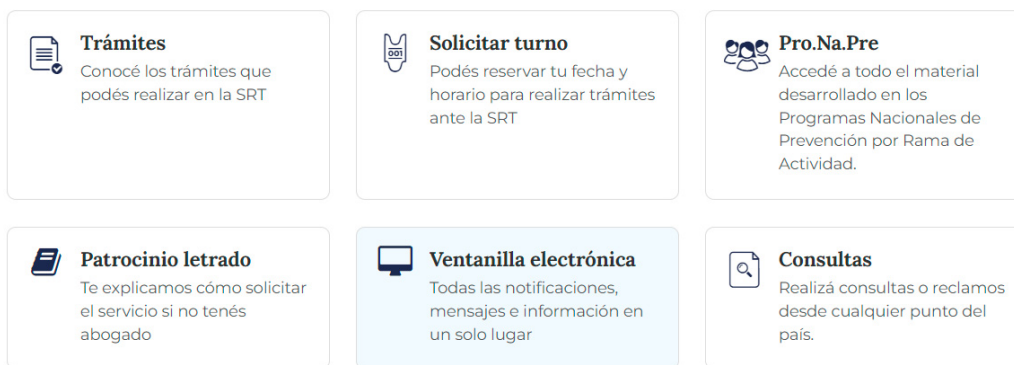 Trámites
Conocé los trámites que
podés realizar en la SRT
Solicitar turno
Podés reservar tu fecha y
horario para realizar trámites
ante la SRT
Pro.Na.Pre
Accedé a todo el material
desarrollado en los
Programas Nacionales de
Prevención por Rama de
Actividad.
Patrocinio letrado
Te explicamos cómo solicitar
el servicio si no tenés
abogado
Ventanilla electrónica
Todas las notificaciones,
mensajes e información en
un solo lugar
Consultas
Realizá consultas o reclamos
desde cualquier punto del
país.
001